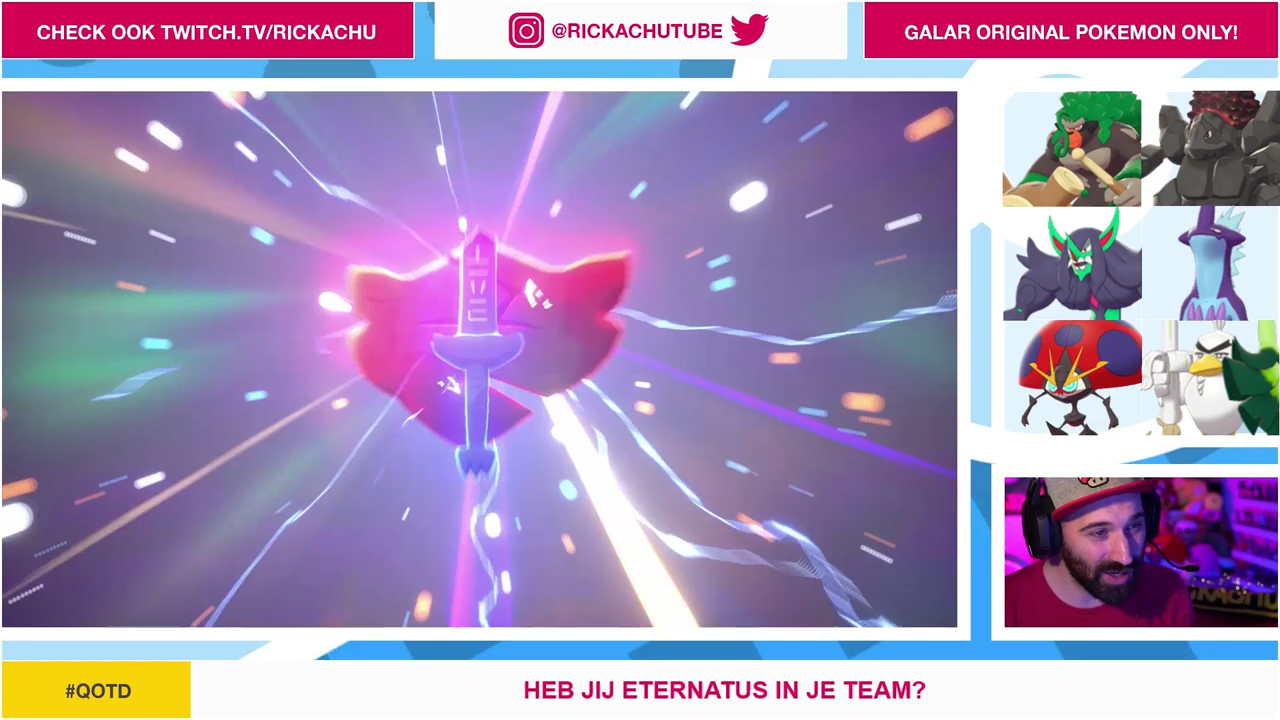 CHECK OOK TWITCH.TV/RICKACHU
@RICKACHUTUBE
GALAR ORIGINAL POKEMON ONLY!
#QOTD
HEB JIJ ETERNATUS IN JE TEAM?